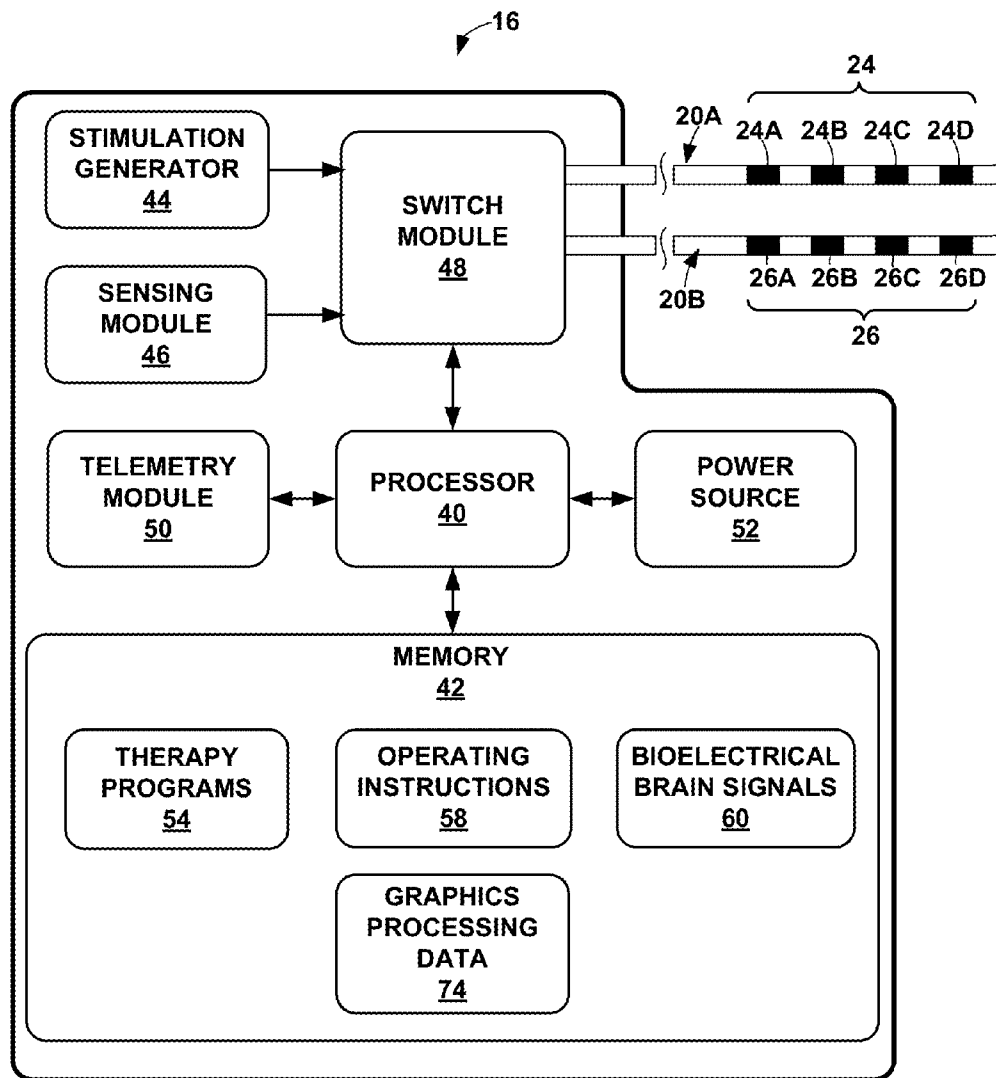 16
24
20A
24A 24B 24C 24D
STIMULATION
GENERATOR
44
SWITCH
MODULE
48
SENSING
MODULE
46
20B
26A 26B 26C 26D
26
TELEMETRY
MODULE
50
PROCESSOR
40
POWER
SOURCE
52
MEMORY
42
THERAPY
PROGRAMS
54
OPERATING
INSTRUCTIONS
58
BIOELECTRICAL
BRAIN SIGNALS
60
GRAPHICS
PROCESSING
DATA
74